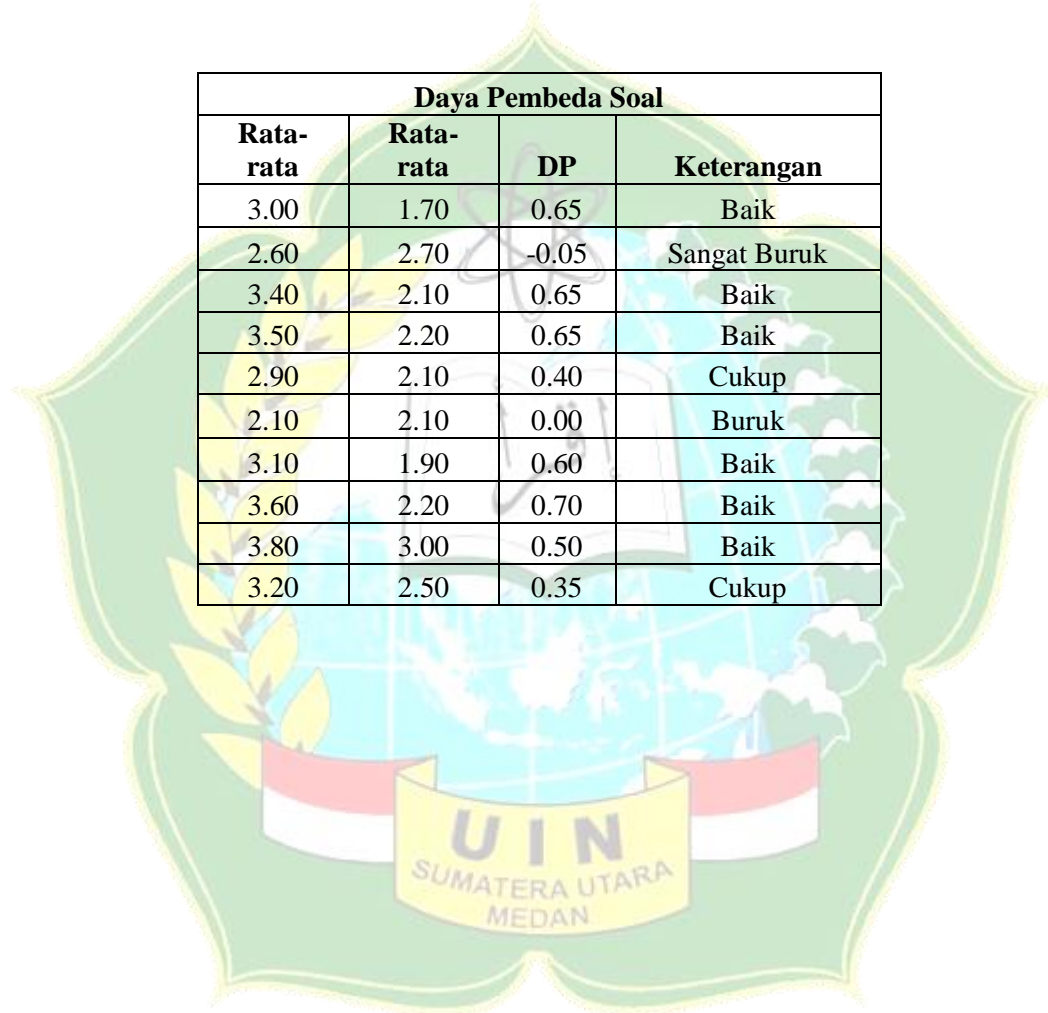 Daya Pembeda Soal
Rata-rata Rata-rata DP Keterangan
3.00 1.70 0.65 Baik
2.60 2.70 -0.05 Sangat Buruk
3.40 2.10 0.65 Baik
3.50 2.20 0.65 Baik
2.90 2.10 0.40 Cukup
2.10 2.10 0.00 Buruk
3.10 1.90 0.60 Baik
3.60 2.20 0.70 Baik
3.80 3.00 0.50 Baik
3.20 2.50 0.35 Cukup
UIN
SUMATERA UTARA
MEDAN